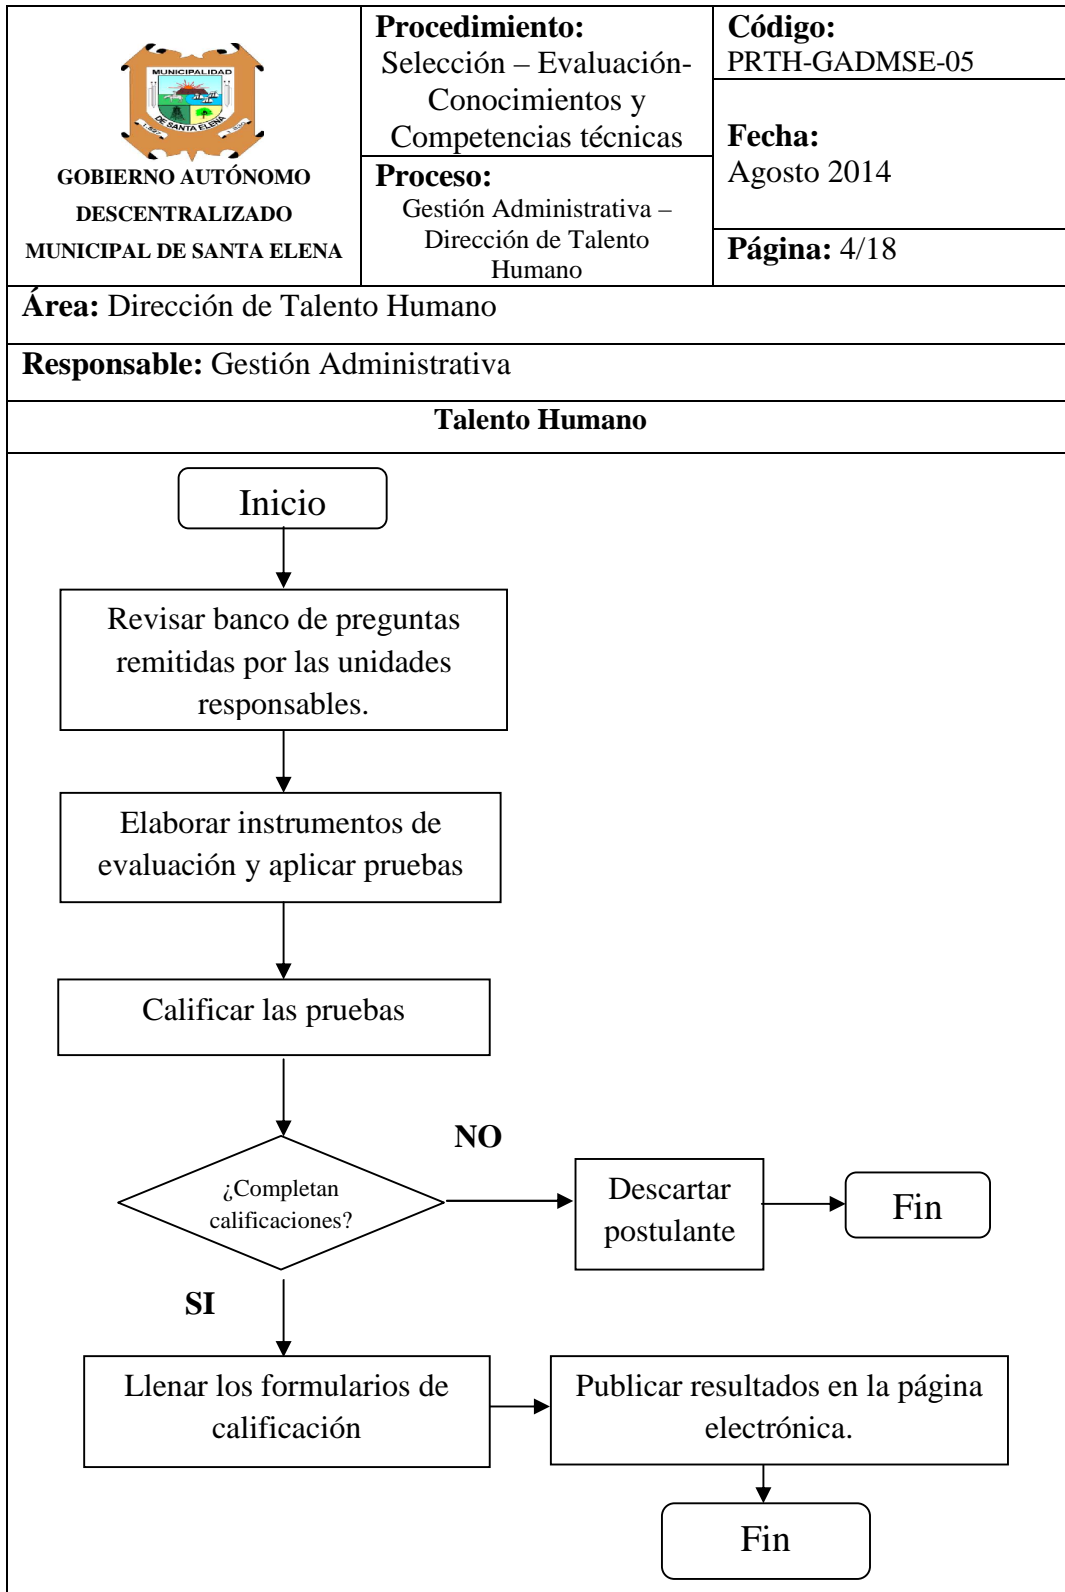 MUNICIPALIDAD
DE SANTA ELENA
GOBIERNO AUTÓNOMO
DESCENTRALIZADO
MUNICIPAL DE SANTA ELENA
Procedimiento:
Selección – Evaluación-
Conocimientos y
Competencias técnicas
Proceso:
Gestión Administrativa –
Dirección de Talento
Humano
Código:
PRTH-GADMSE-05
Fecha:
Agosto 2014
Página: 4/18
Área: Dirección de Talento Humano
Responsable: Gestión Administrativa
Talento Humano
Inicio
Revisar banco de preguntas
remitidas por las unidades
responsables.
Elaborar instrumentos de
evaluación y aplicar pruebas
Calificar las pruebas
¿Completan
calificaciones?
NO
Descartar
postulante
Fin
SI
Llenar los formularios de
calificación
Publicar resultados en la página
electrónica.
Fin